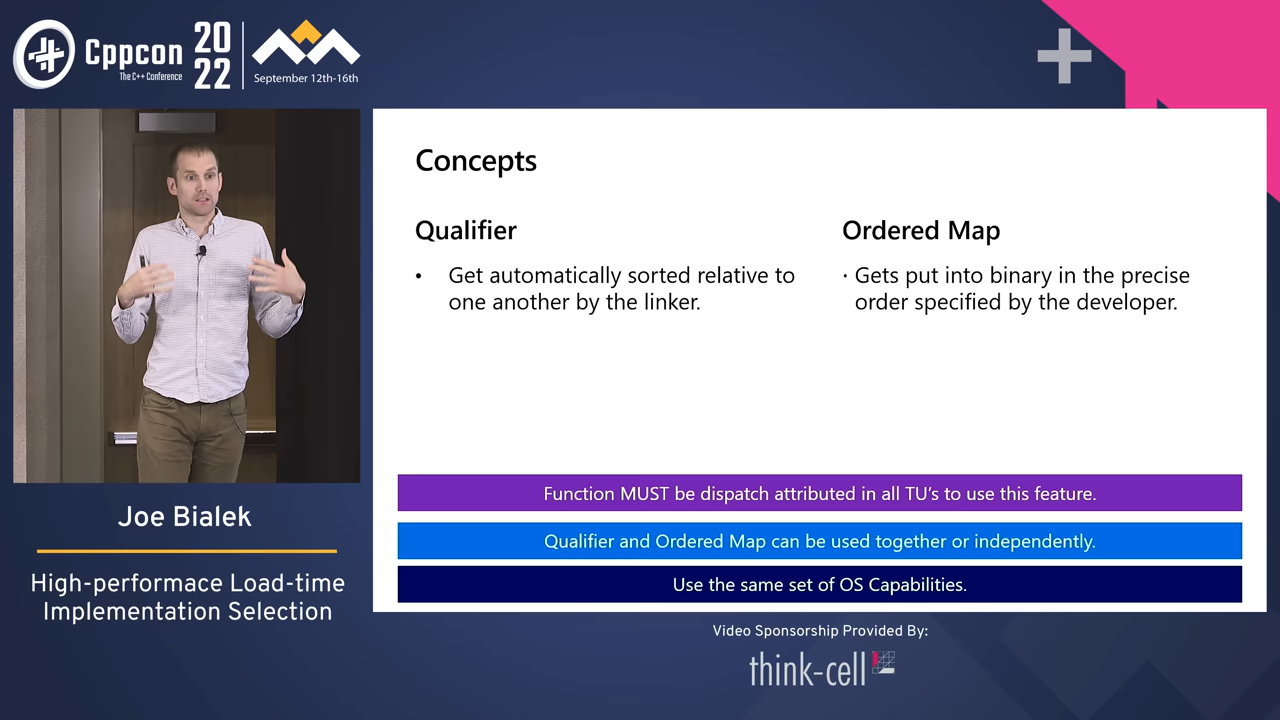 Cppcon
The C++ Conference
20
22
September 12th-16th
Concepts
Qualifier
• Get automatically sorted relative to
one another by the linker.
Ordered Map
· Gets put into binary in the precise
order specified by the developer.
Function MUST be dispatch attributed in all TU's to use this feature.
Qualifier and Ordered Map can be used together or independently.
Use the same set of OS Capabilities.
Joe Bialek
High-performace Load-time
Implementation Selection
Video Sponsorship Provided By:
think-cell